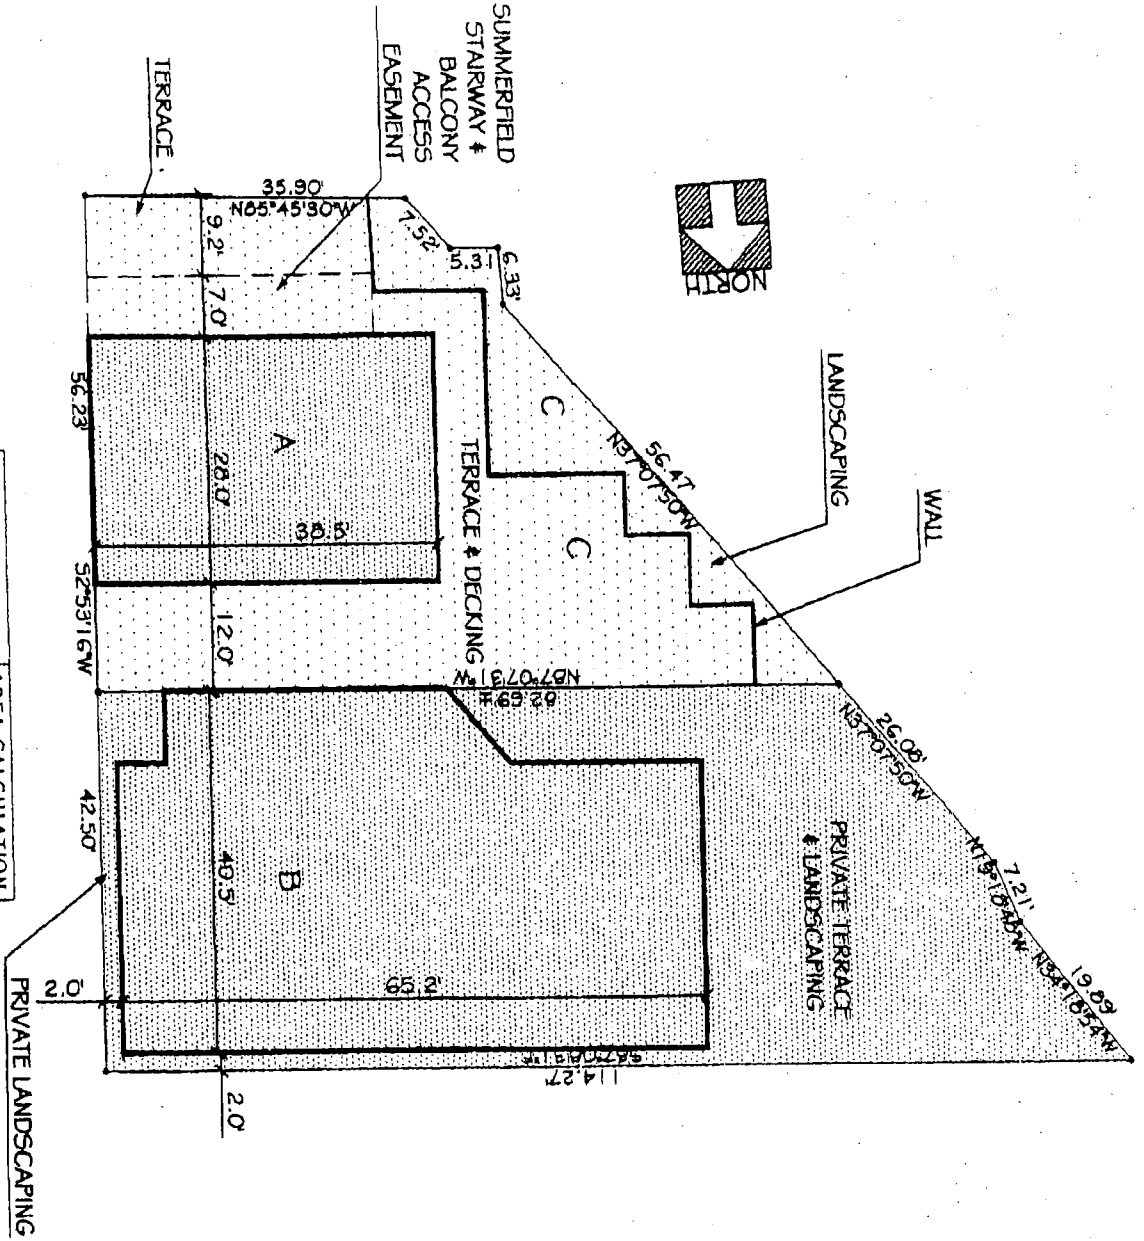 SUMMERFIELD
STAIRWAY &
BALCONY
ACCESS
EASEMENT
TERRACE
35.90'
N85°45'30"W
7.52'
5.31
6.33'
NORTH
LANDSCAPING
WALL
9.2'
7.0'
56.23'
A
28.0'
38.5'
TERRACE & DECKING
C
C
56.47
N37°07'50"W
S2°53'16"W
12.0'
N87°07'31"W
82.69'±
26.08'
N37°07'50"W
7.21'
19.89'
PRIVATE TERRACE
& LANDSCAPING
42.50'
40.5'
B
65.2'
2.0'
114.27'
2.0'
PRIVATE LANDSCAPING